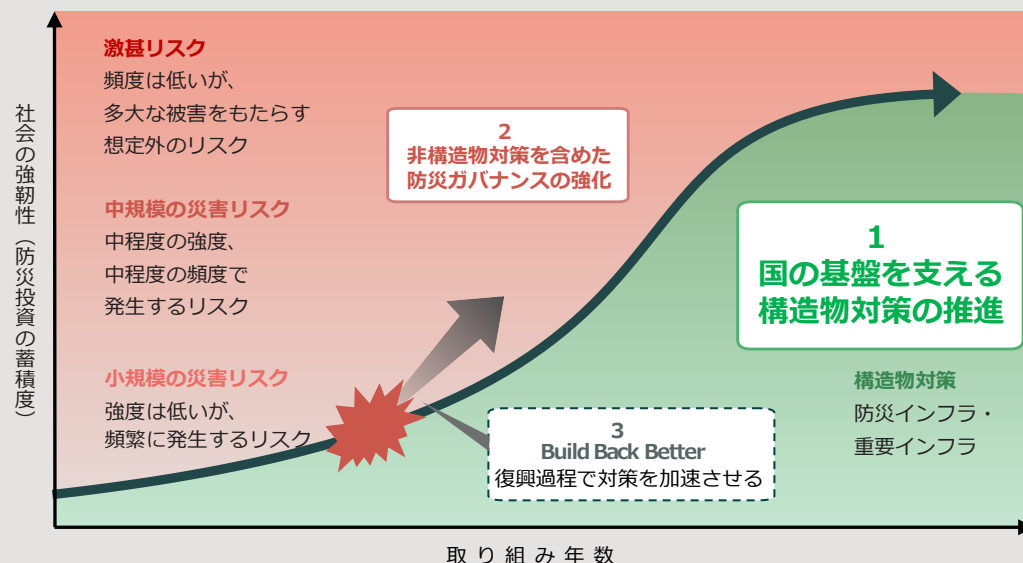 激甚リスク
頻度は低いが、
多大な被害をもたらす
想定外のリスク
2
非構造物対策を含めた
防災ガバナンスの強化
中規模の災害リスク
中程度の強度、
中程度の頻度で
発生するリスク
1
国の基盤を支える
構造物対策の推進
小規模の災害リスク
強度は低いが、
頻繁に発生するリスク
構造物対策
防災インフラ・
重要インフラ
3
Build Back Better
復興過程で対策を加速させる
社会の強靭性（防災投資の蓄積度）
取り組み年数